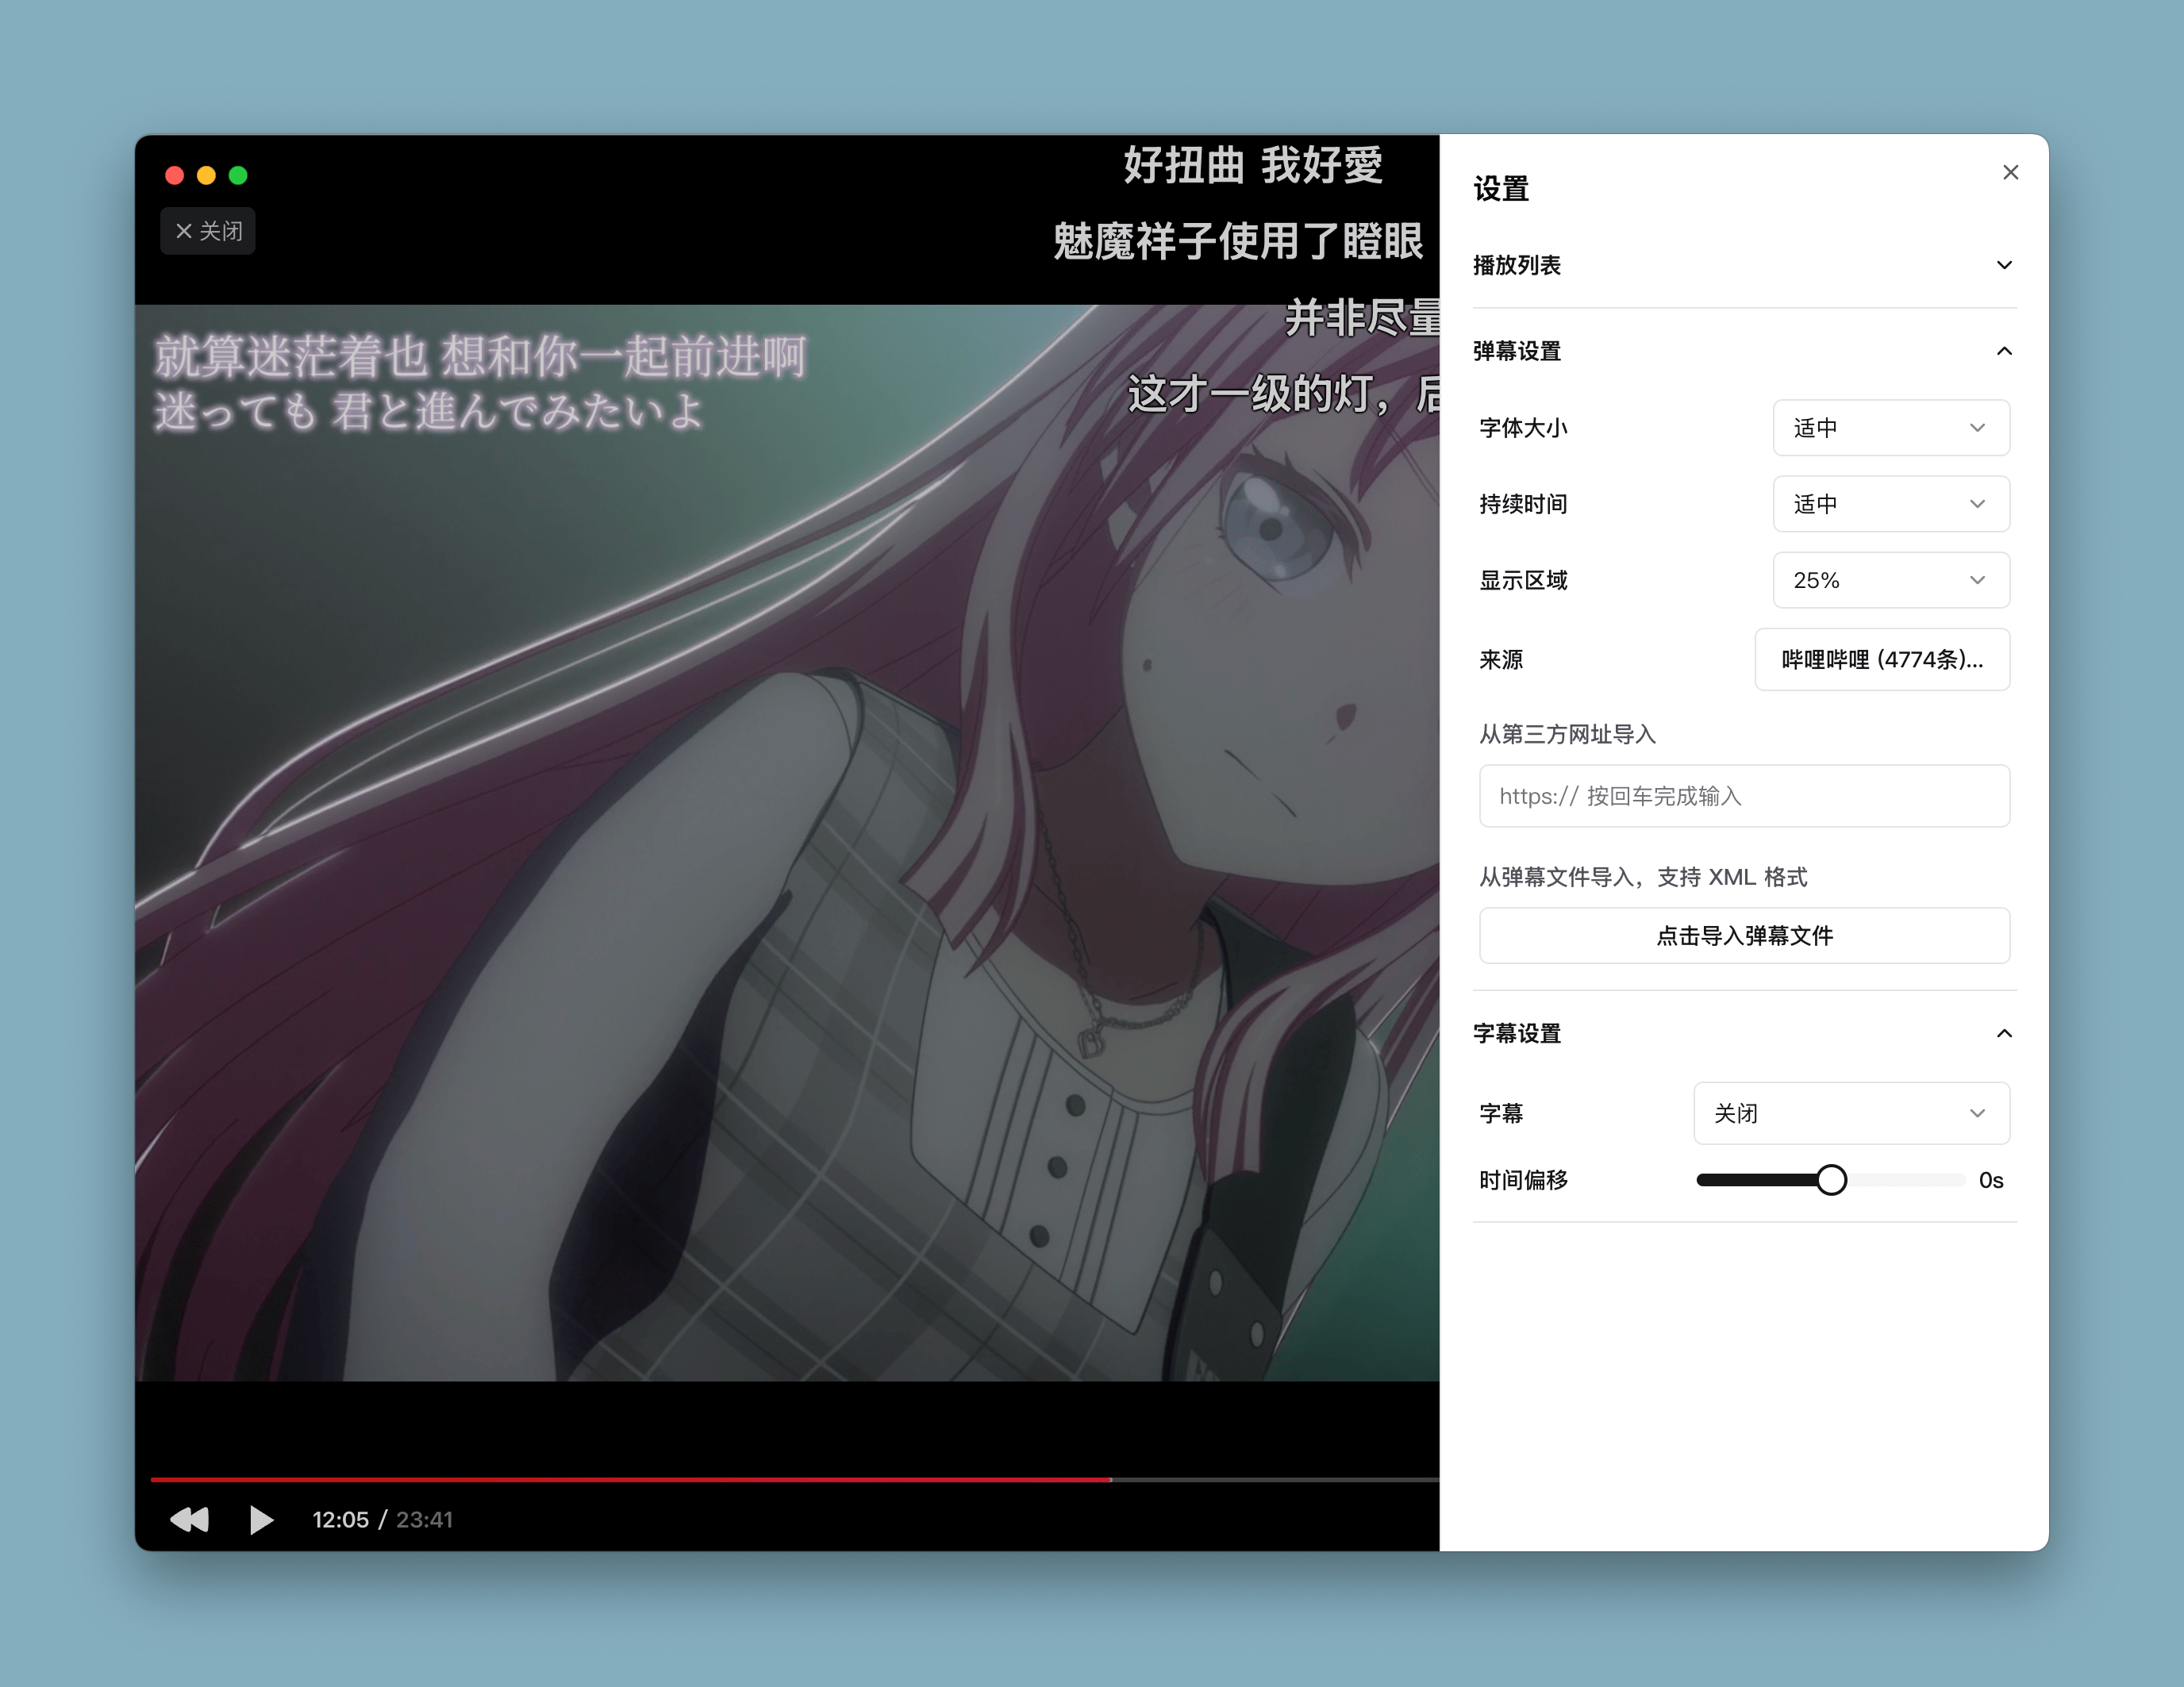 关闭
好扭曲 我好愛
魅魔祥子使用了瞪眼
并非尽量
这才一级的灯，后
就算迷茫着也 想和你一起前进啊
迷っても 君と進んでみたいよ
12:05 / 23:41
设置
播放列表
弹幕设置
字体大小 适中
持续时间 适中
显示区域 25%
来源 哔哩哔哩 (4774条)...
从第三方网址导入
https:// 按回车完成输入
从弹幕文件导入，支持 XML 格式
点击导入弹幕文件
字幕设置
字幕 关闭
时间偏移 0s